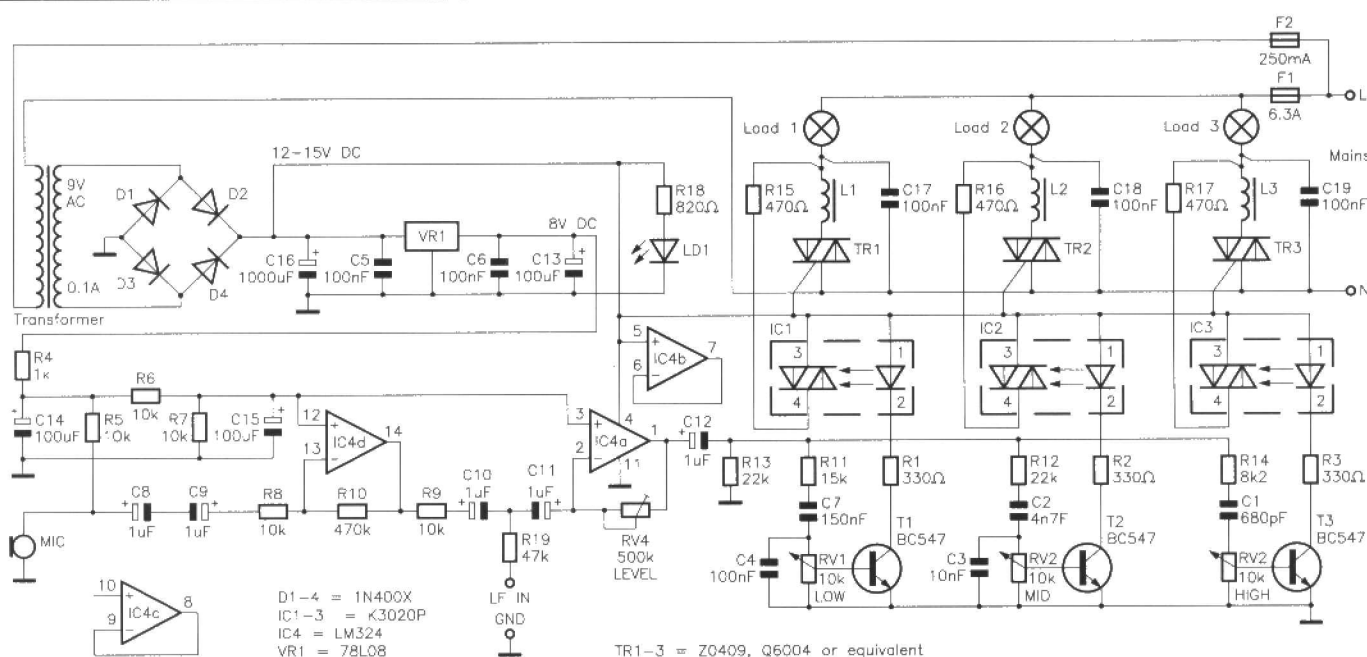 F2
250mA
F1
6.3A
L
Load 1
Load 2
Load 3
Mains
12-15V DC
9V
AC
D1
D2
D3
D4
0.1A
Transformer
C16
1000uF
C5
100nF
VR1
C6
100nF
8V DC
C13
100uF
R18
820Ω
LD1
R15
470Ω
L1
C17
100nF
TR1
R16
470Ω
L2
C18
100nF
TR2
R17
470Ω
L3
C19
100nF
TR3
N
R4
1k
C14
100uF
R5
10k
R6
10k
R7
10k
C15
100uF
12
13
IC4d
14
5
6
IC4b
7
3
2
IC4a
4
1
11
C12
1uF
IC1
3
4
1
2
IC2
3
4
1
2
IC3
3
4
1
2
MIC
C8
1uF
C9
1uF
R8
10k
R10
470k
R9
10k
C10
1uF
C11
1uF
R19
47k
RV4
500k
LEVEL
R13
22k
R11
15k
C7
150nF
C4
100nF
RV1
10k
LOW
R1
330Ω
T1
BC547
R12
22k
C2
4n7F
C3
10nF
RV2
10k
MID
R2
330Ω
T2
BC547
R14
8k2
C1
680pF
RV2
10k
HIGH
R3
330Ω
T3
BC547
10
9
IC4c
8
LF IN
GND
D1-4 = 1N400X
IC1-3 = K3020P
IC4 = LM324
VR1 = 78L08
TR1-3 = Z0409, Q6004 or equivalent